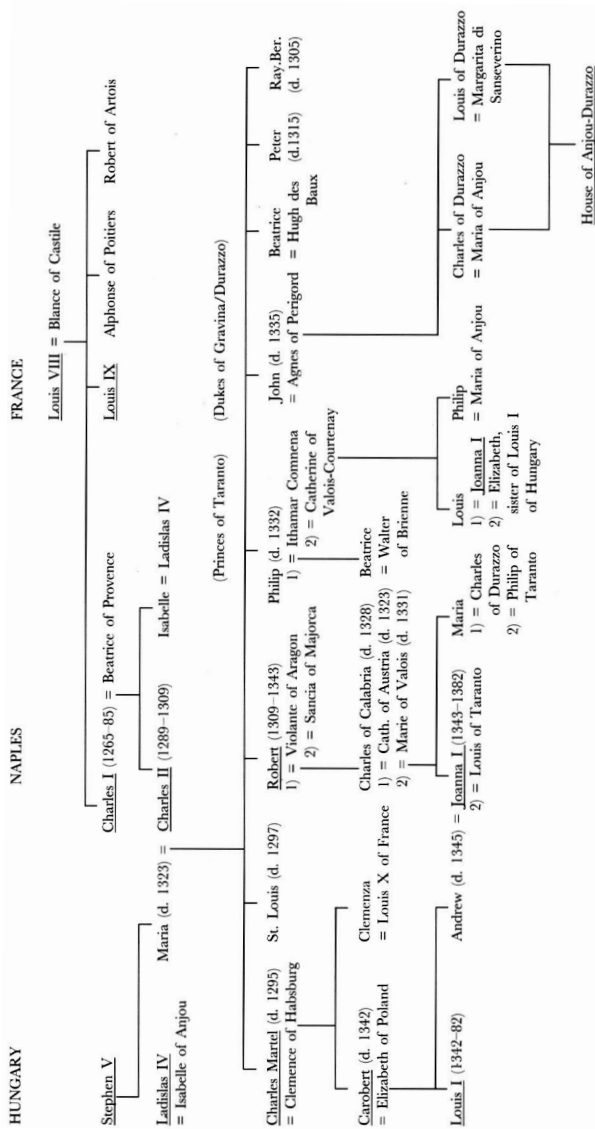 HUNGARY
NAPLES
FRANCE
Louis VIII = Blance of Castile
Charles I (1265–85) = Beatrice of Provence
Louis IX
Alphonse of Poitiers
Robert of Artois
Stephen V
Ladislas IV
= Isabelle of Anjou
Maria (d. 1323) = Charles II (1289–1309)
Isabelle = Ladislas IV
(Princes of Taranto)
(Dukes of Gravina/Durazzo)
Charles Martel (d. 1295)
= Clemence of Habsburg
St. Louis (d. 1297)
Robert (1309–1343)
1) = Violante of Aragon
2) = Sancia of Majorca
Philip (d. 1332)
1) = Ithamar Comnena
2) = Catherine of
Valois-Courtenay
John (d. 1335)
= Agnes of Perigord
Beatrice
= Hugh des
Baux
Peter
(d.1315)
Ray.Ber.
(d. 1305)
Carobert (d. 1342)
= Elizabeth of Poland
Clemenza
= Louis X of France
Charles of Calabria (d. 1328)
1) = Cath. of Austria (d. 1323)
2) = Marie of Valois (d. 1331)
Beatrice
= Walter
of Brienne
Louis I (1342–82)
Andrew (d. 1345) = Joanna I (1343–1382)
2) = Louis of Taranto
Maria
1) = Charles
of Durazzo
2) = Philip of
Taranto
Louis
1) = Joanna I
2) = Elizabeth,
sister of Louis I
of Hungary
Philip
= Maria of Anjou
Charles of Durazzo
= Maria of Anjou
Louis of Durazzo
= Margarita di
Sanseverino
House of Anjou-Durazzo